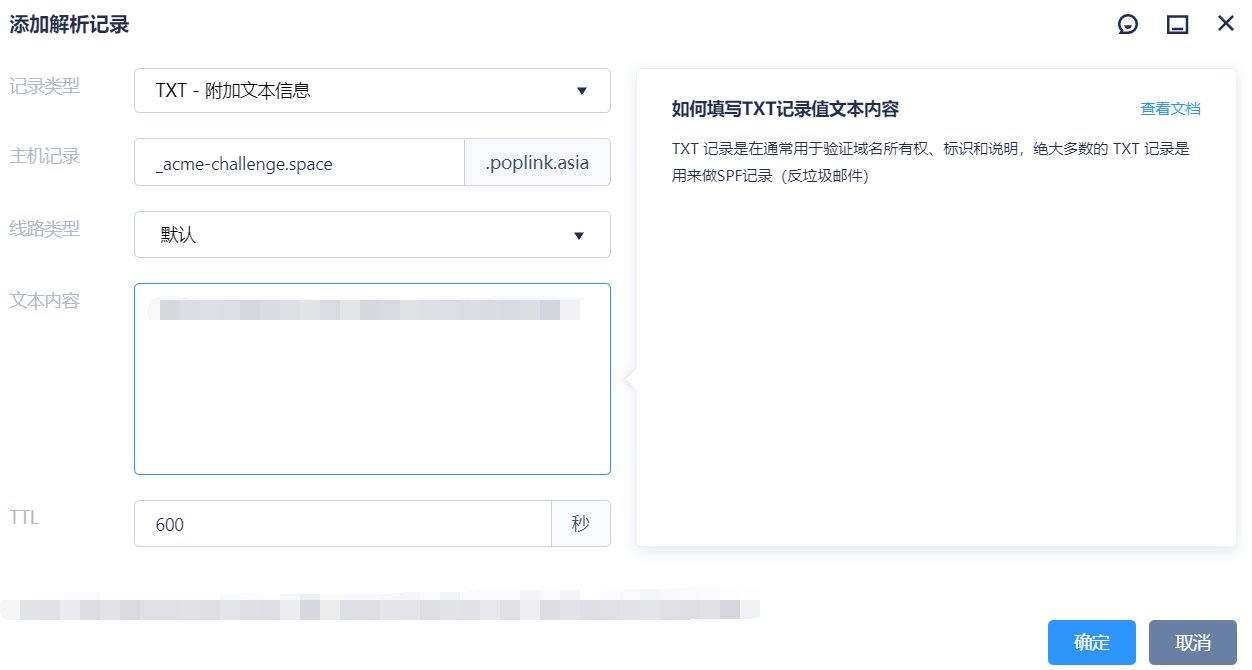 添加解析记录
记录类型
TXT - 附加文本信息
主机记录
_acme-challenge.space
.poplink.asia
线路类型
默认
文本内容
TTL
600
秒
如何填写TXT记录值文本内容
查看文档
TXT 记录是在通常用于验证域名所有权、标识和说明，绝大多数的 TXT 记录是
用来做SPF记录（反垃圾邮件）
确定
取消